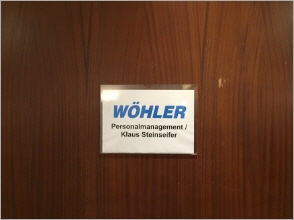 WÖHLER
Personalmanagement /
Klaus Steinseifer